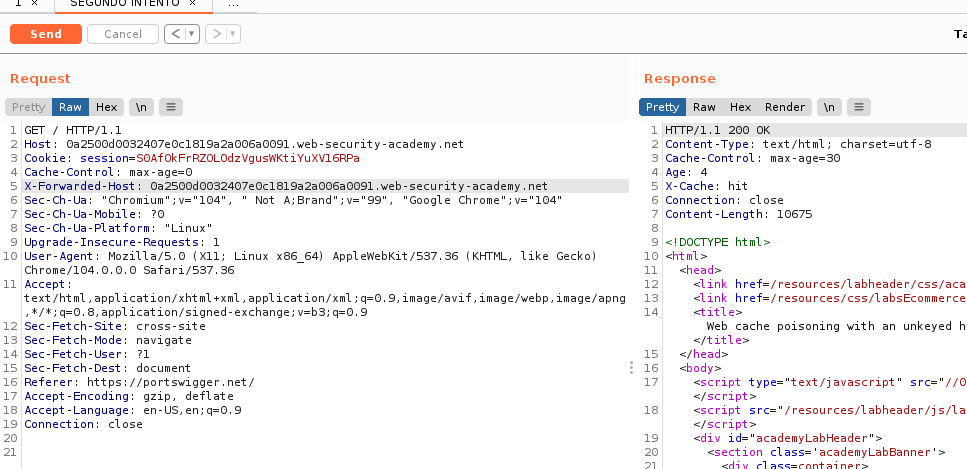 1 × SEGUNDO INTENTO × ...
Send Cancel < >
Request
Pretty Raw Hex \n
1 GET / HTTP/1.1
2 Host: 0a2500d0032407e0c1819a2a006a0091.web-security-academy.net
3 Cookie: session=S0AfOkFrRZOLOdzVgusWKtiYuXV16RPa
4 Cache-Control: max-age=0
5 X-Forwarded-Host: 0a2500d0032407e0c1819a2a006a0091.web-security-academy.net
6 Sec-Ch-Ua: "Chromium";v="104", " Not A;Brand";v="99", "Google Chrome";v="104"
7 Sec-Ch-Ua-Mobile: ?0
8 Sec-Ch-Ua-Platform: "Linux"
9 Upgrade-Insecure-Requests: 1
10 User-Agent: Mozilla/5.0 (X11; Linux x86_64) AppleWebKit/537.36 (KHTML, like Gecko)
Chrome/104.0.0.0 Safari/537.36
11 Accept:
text/html,application/xhtml+xml,application/xml;q=0.9,image/avif,image/webp,image/apng
,*/*;q=0.8,application/signed-exchange;v=b3;q=0.9
12 Sec-Fetch-Site: cross-site
13 Sec-Fetch-Mode: navigate
14 Sec-Fetch-User: ?1
15 Sec-Fetch-Dest: document
16 Referer: https://portswigger.net/
17 Accept-Encoding: gzip, deflate
18 Accept-Language: en-US,en;q=0.9
19 Connection: close
20
21
Response
Pretty Raw Hex Render \n
1 HTTP/1.1 200 OK
2 Content-Type: text/html; charset=utf-8
3 Cache-Control: max-age=30
4 Age: 4
5 X-Cache: hit
6 Connection: close
7 Content-Length: 10675
8
9 <!DOCTYPE html>
10 <html>
11 <head>
12 <link href=/resources/labheader/css/aca
13 <link href=/resources/css/labsEcommerce
14 <title>
Web cache poisoning with an unkeyed h
</title>
15 </head>
16 <body>
17 <script type="text/javascript" src="//0
</script>
18 <script src="/resources/labheader/js/la
</script>
19 <div id="academyLabHeader">
20 <section class='academyLabBanner'>
21 <div class=container>